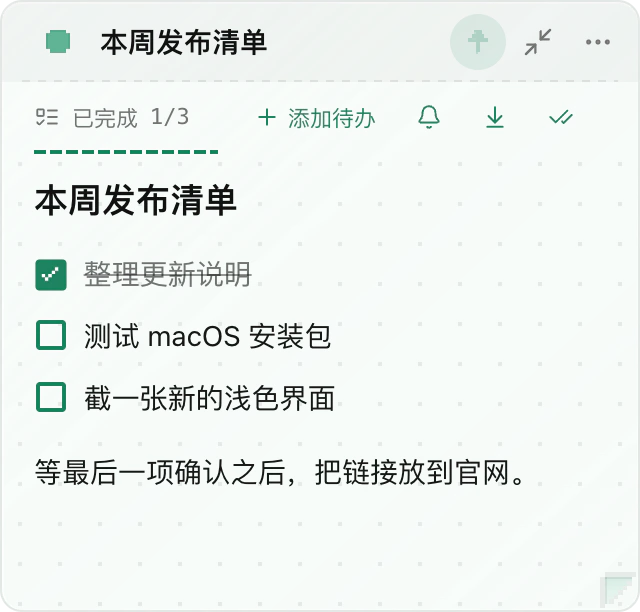 本周发布清单
已完成 1/3 添加待办
本周发布清单
整理更新说明
测试 macOS 安装包
截一张新的浅色界面
等最后一项确认之后，把链接放到官网。